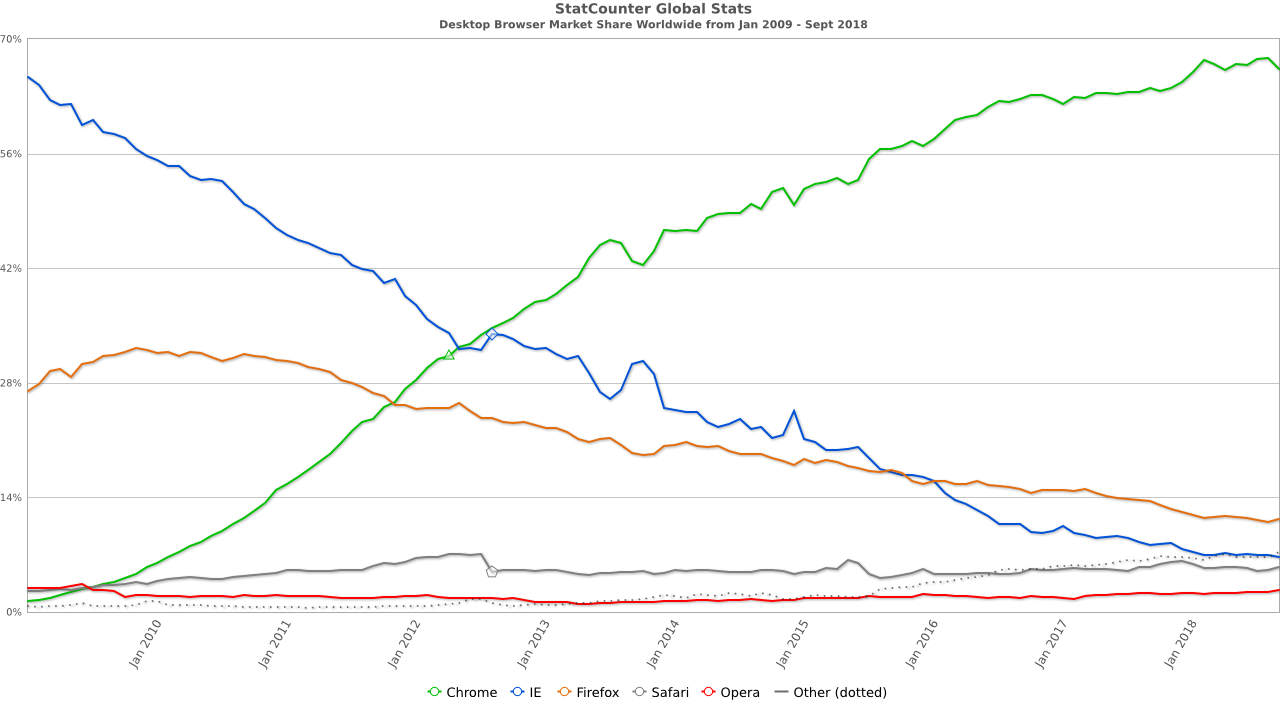 StatCounter Global Stats
Desktop Browser Market Share Worldwide from Jan 2009 - Sept 2018
70%
56%
42%
28%
14%
0%
Jan 2010
Jan 2011
Jan 2012
Jan 2013
Jan 2014
Jan 2015
Jan 2016
Jan 2017
Jan 2018
Chrome IE Firefox Safari Opera Other (dotted)